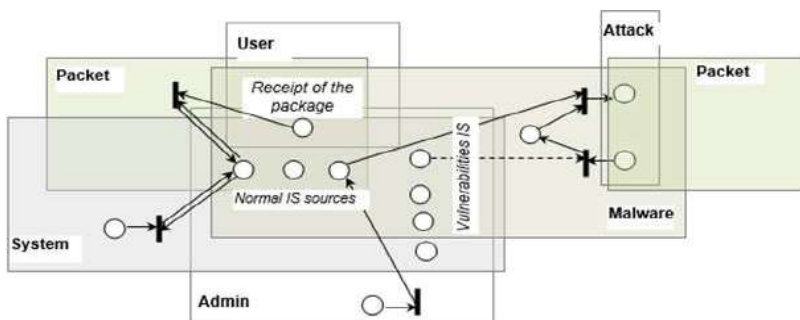 User
Attack
Packet
Packet
Receipt of the
package
Vulnerabilities IS
Normal IS sources
Malware
System
Admin